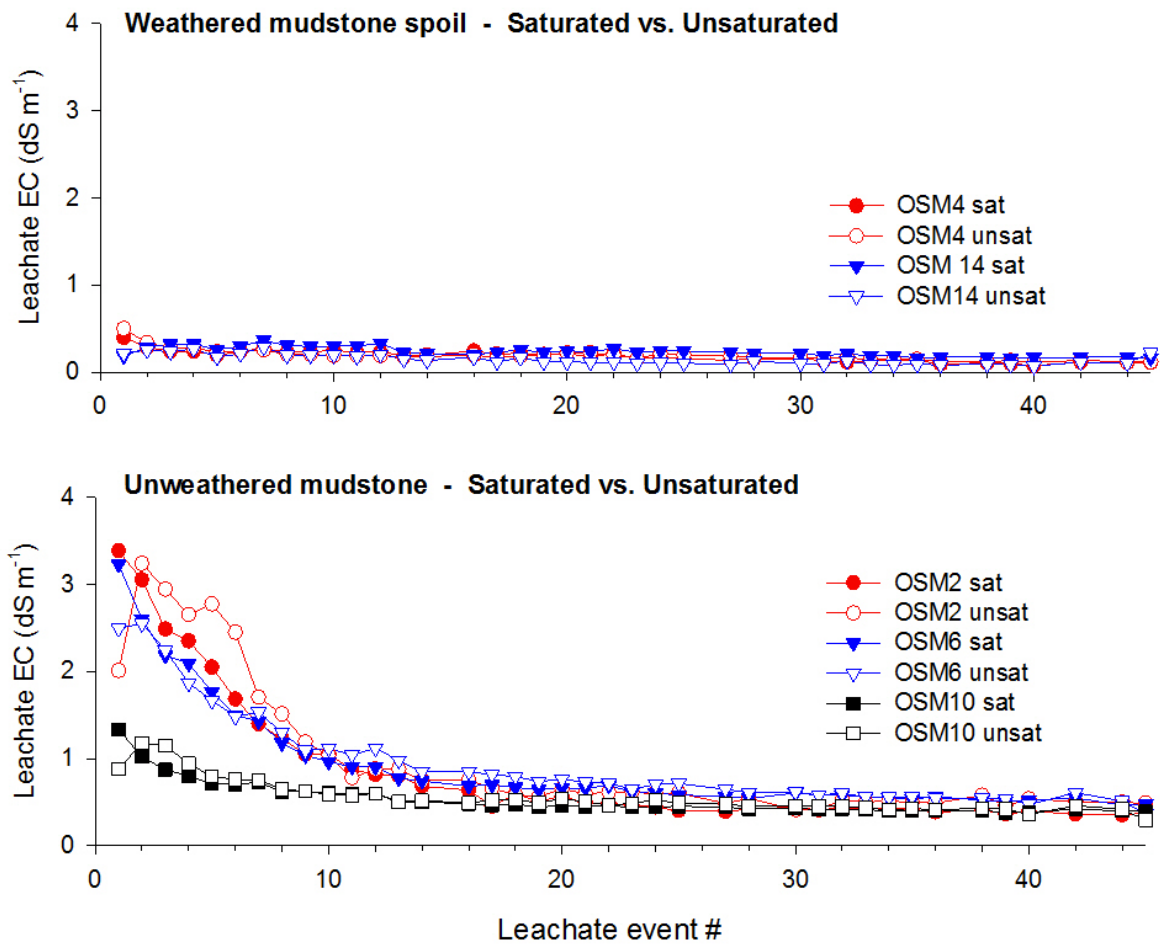 Weathered mudstone spoil - Saturated vs. Unsaturated
4
3
2
1
0
Leachate EC (dS m⁻¹)
OSM4 sat
OSM4 unsat
OSM 14 sat
OSM14 unsat
0 10 20 30 40
Unweathered mudstone - Saturated vs. Unsaturated
4
3
2
1
0
Leachate EC (dS m⁻¹)
OSM2 sat
OSM2 unsat
OSM6 sat
OSM6 unsat
OSM10 sat
OSM10 unsat
0 10 20 30 40
Leachate event #